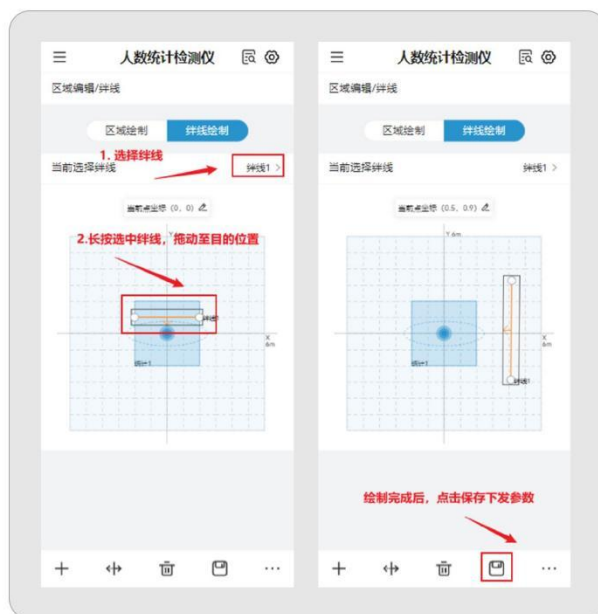 人数统计检测仪
区域编辑/绊线
区域绘制
绊线绘制
1. 选择绊线
当前选择绊线
绊线1 >
当前点坐标 (0, 0)
Y 6m
2.长按选中绊线，拖动至目的位置
绊线1
X
6m
统计1
人数统计检测仪
区域编辑/绊线
区域绘制
绊线绘制
当前选择绊线
绊线1 >
当前点坐标 (0.5, 0.9)
Y 6m
X
6m
统计1
绊线1
绘制完成后，点击保存下发参数